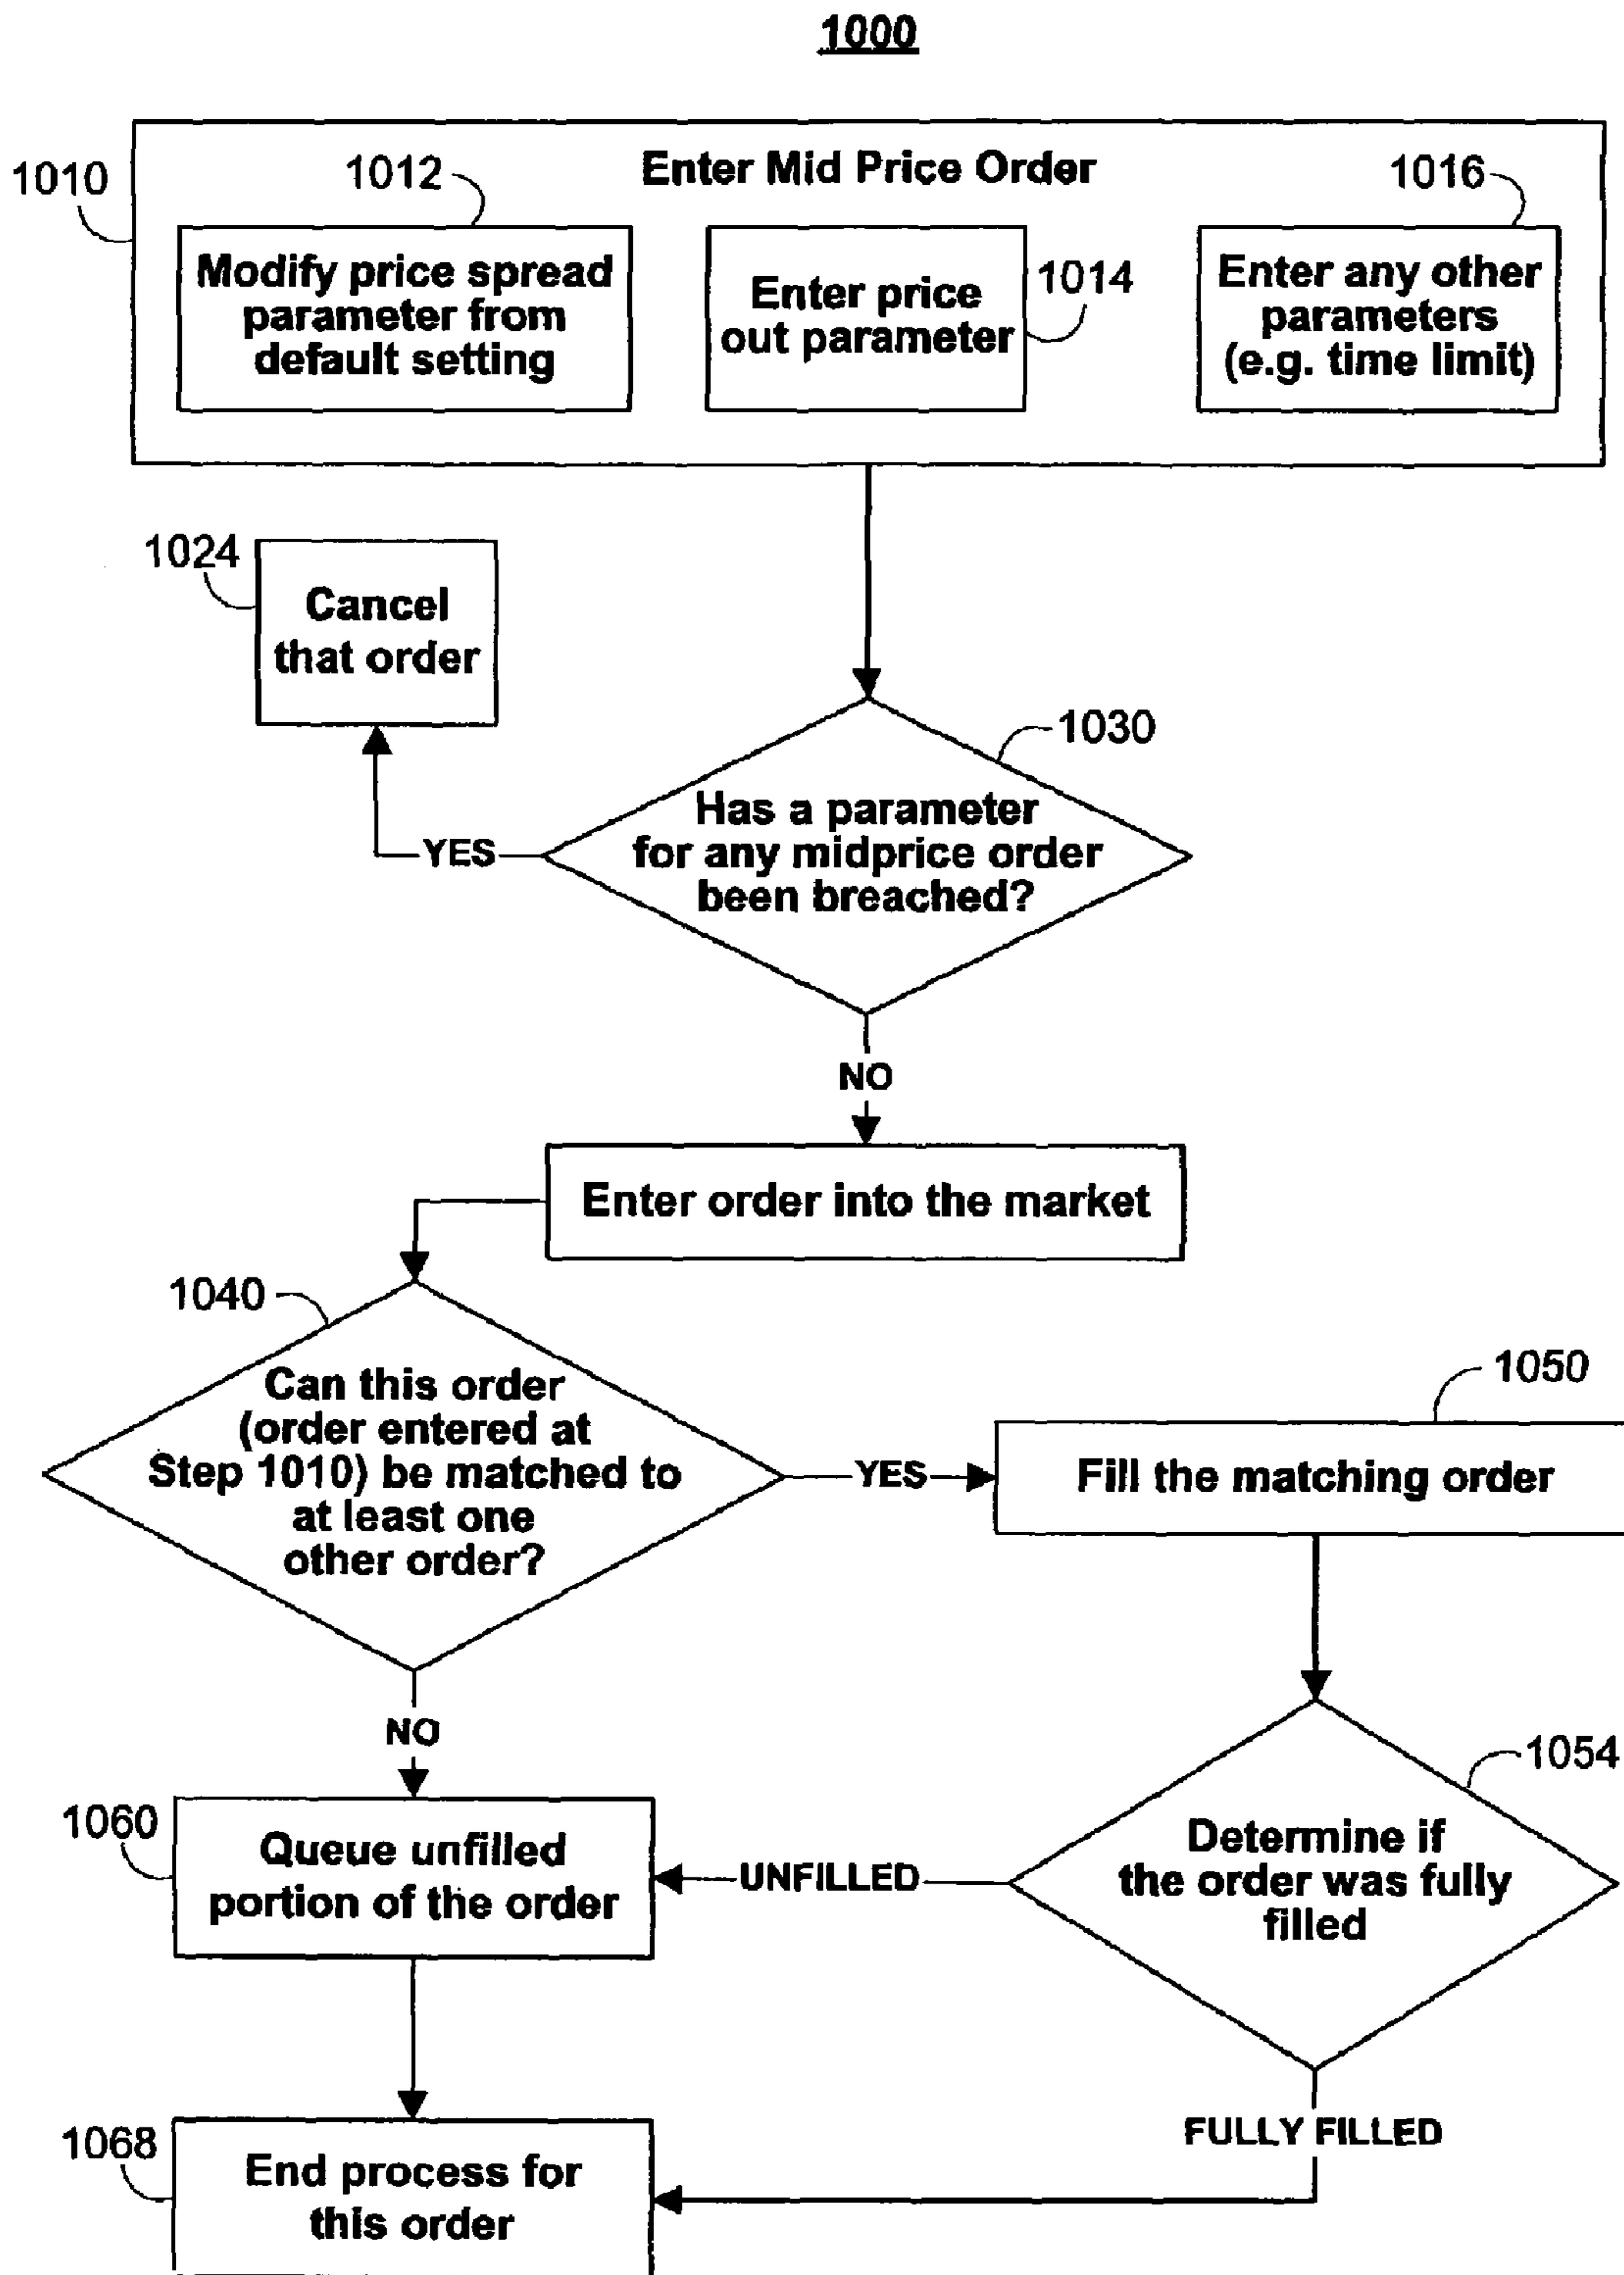 1000
Enter Mid Price Order
1010
1012
1016
Modify price spread
parameter from
default setting
Enter price
out parameter
1014
Enter any other
parameters
(e.g. time limit)
1024
Cancel
that order
1030
Has a parameter
for any midprice order
been breached?
YES
NO
Enter order into the market
1040
Can this order
(order entered at
Step 1010) be matched to
at least one
other order?
YES
1050
Fill the matching order
NO
1054
Determine if
the order was fully
filled
UNFILLED
1060
Queue unfilled
portion of the order
FULLY FILLED
1068
End process for
this order